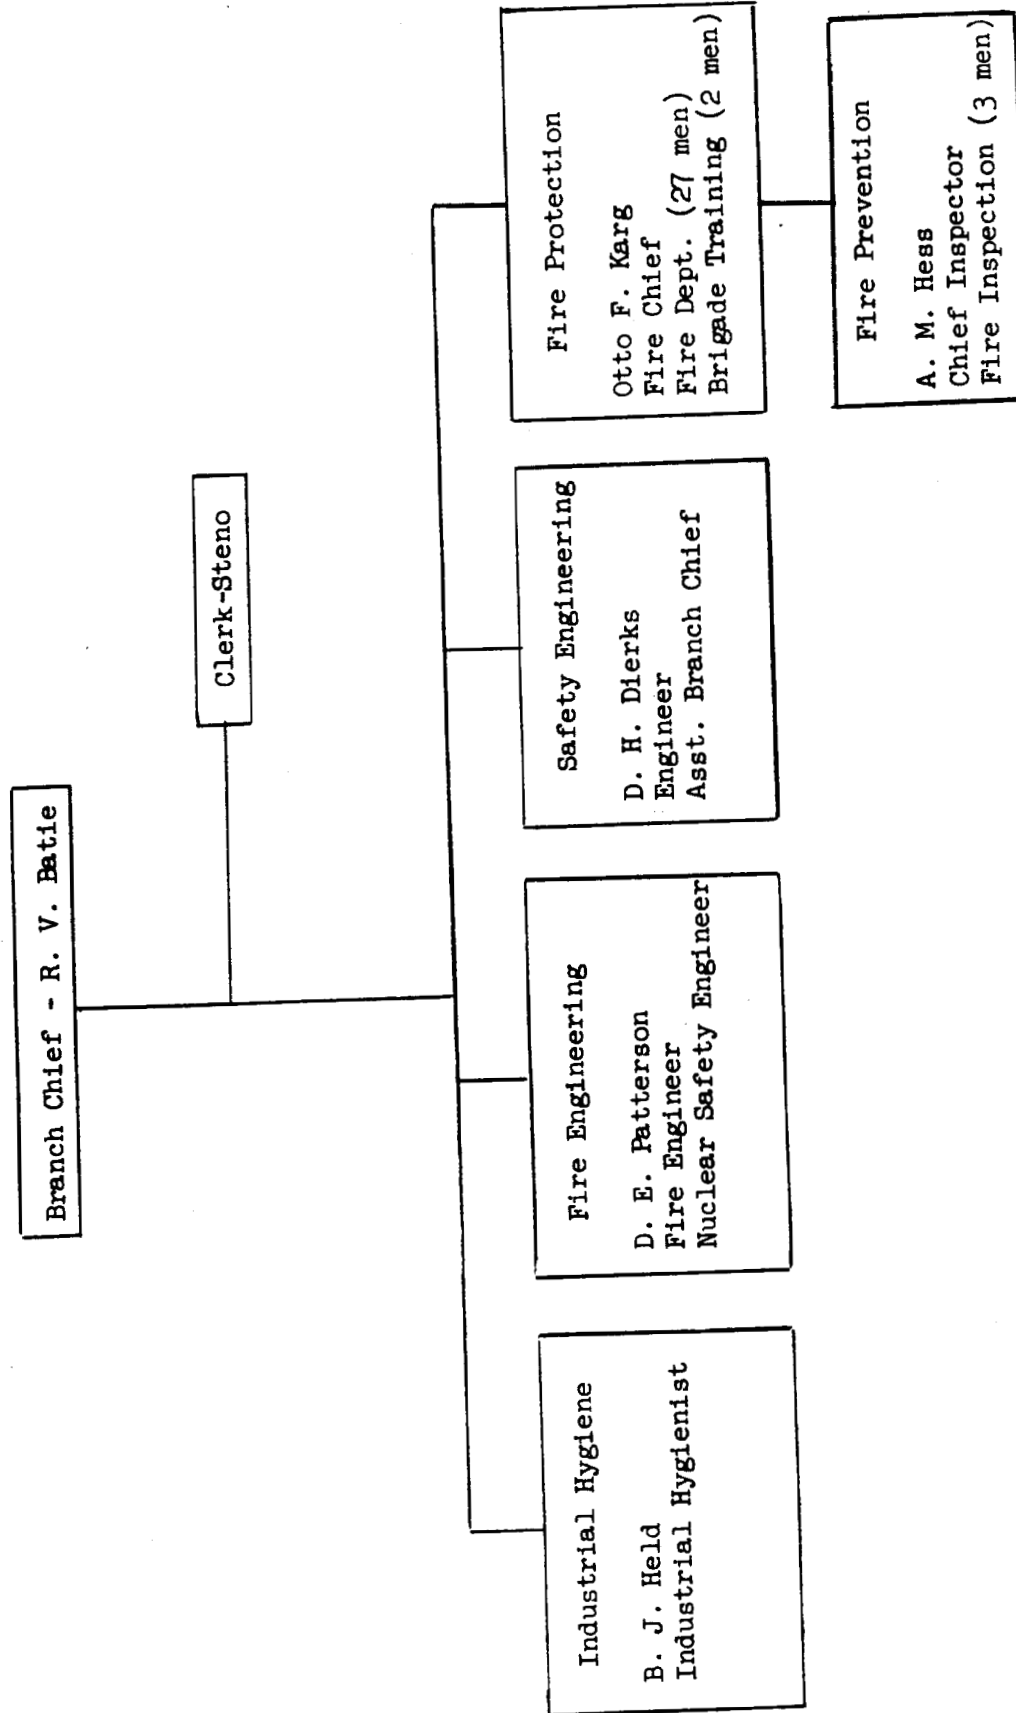 Branch Chief - R. V. Batie
Clerk-Steno
Industrial Hygiene
B. J. Held
Industrial Hygienist
Fire Engineering
D. E. Patterson
Fire Engineer
Nuclear Safety Engineer
Safety Engineering
D. H. Dierks
Engineer
Asst. Branch Chief
Fire Protection
Otto F. Karg
Fire Chief
Fire Dept. (27 men)
Brigade Training (2 men)
Fire Prevention
A. M. Hess
Chief Inspector
Fire Inspection (3 men)